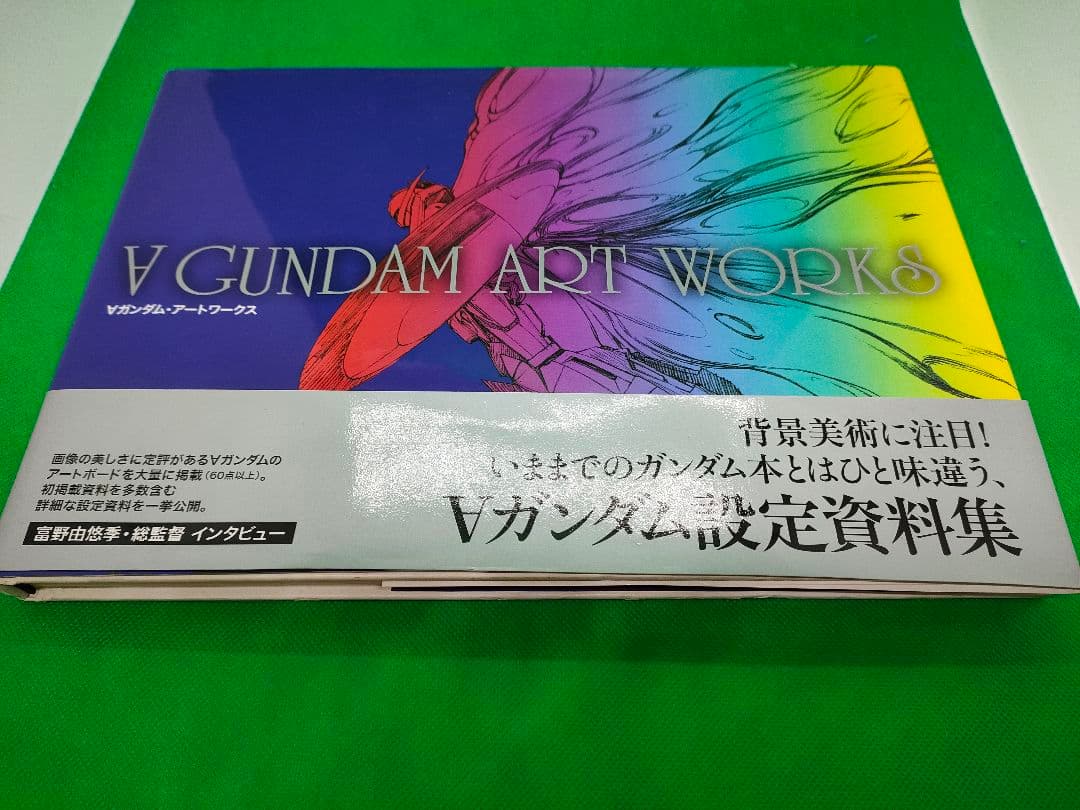 ∀ GUNDAM ART WORKS
∀ガンダム・アートワークス
背景美術に注目!
いままでのガンダム本とはひと味違う、
∀ガンダム設定資料集
画像の美しさに定評がある∀ガンダムの
アートボードを大量に掲載(60点以上)。
初掲載資料を多数含む
詳細な設定資料を一挙公開。
富野由悠季・総監督 インタビュー